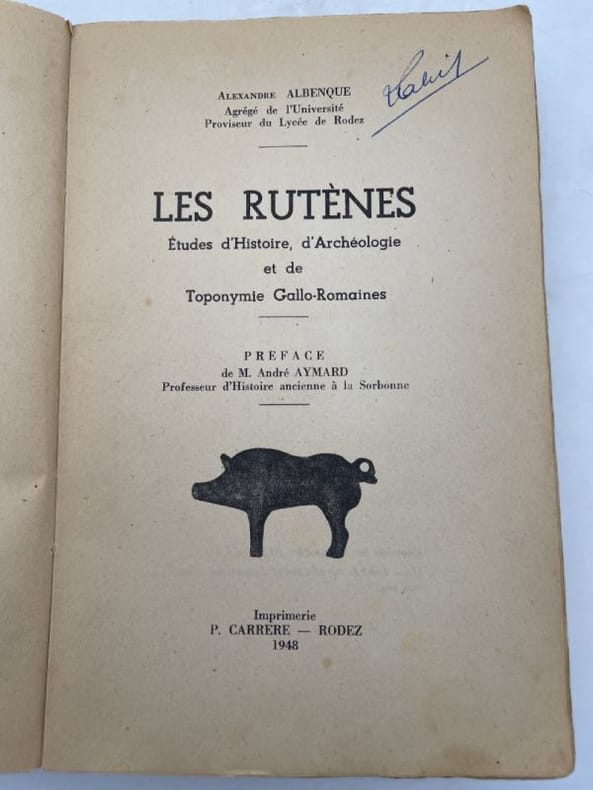 ALEXANDRE ALBENQUE
Agrégé de l'Université
Proviseur du Lycée de Rodez
LES RUTÈNES
Études d'Histoire, d'Archéologie
et de
Toponymie Gallo-Romaines
PREFACE
de M. André AYMARD
Professeur d'Histoire ancienne à la Sorbonne
Imprimerie
P. CARRERE — RODEZ
1948